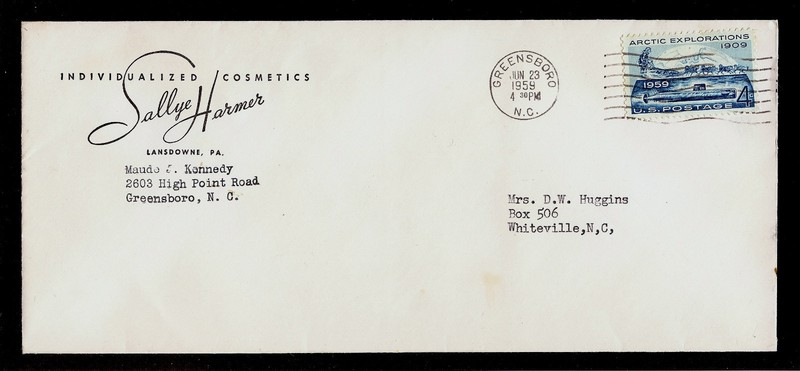 INDIVIDUALIZED COSMETICS
Sallye Harmer
LANSDOWNE, PA.
Maude J. Kennedy
2603 High Point Road
Greensboro, N. C.
GREENSBORO
JUN 23
1959
4 30 PM
N.C.
ARCTIC EXPLORATIONS
1909
1959
4¢
U.S. POSTAGE
Mrs. D.W. Huggins
Box 506
Whiteville,N,C,